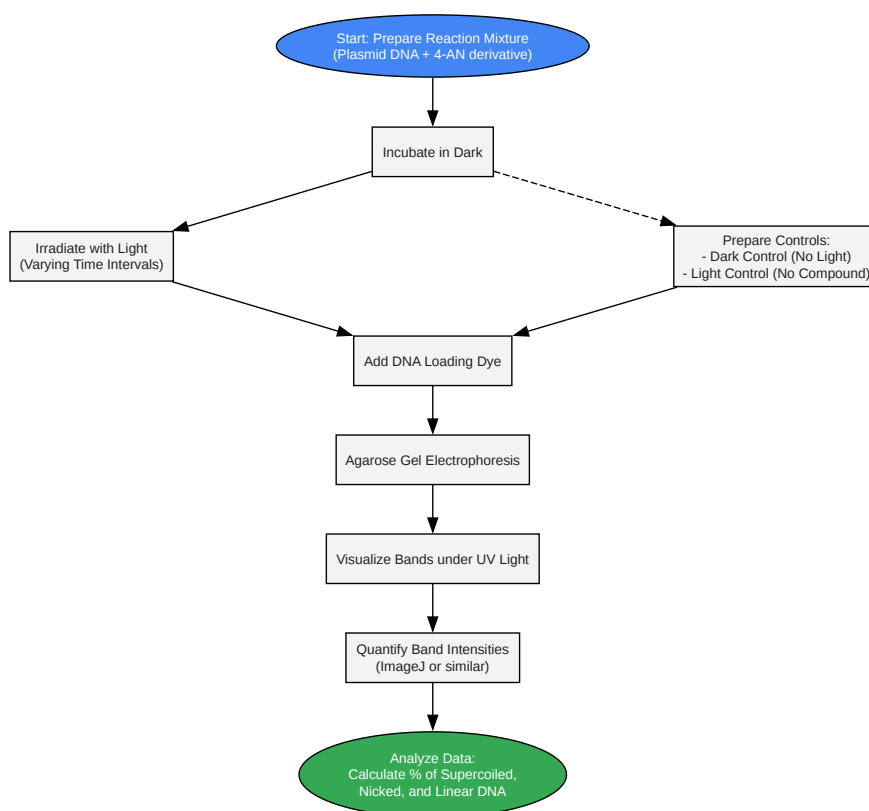 Start: Prepare Reaction Mixture
(Plasmid DNA + 4-AN derivative)
Incubate in Dark
Irradiate with Light
(Varying Time Intervals)
Prepare Controls:
- Dark Control (No Light)
- Light Control (No Compound)
Add DNA Loading Dye
Agarose Gel Electrophoresis
Visualize Bands under UV Light
Quantify Band Intensities
(ImageJ or similar)
Analyze Data:
Calculate % of Supercoiled,
Nicked, and Linear DNA